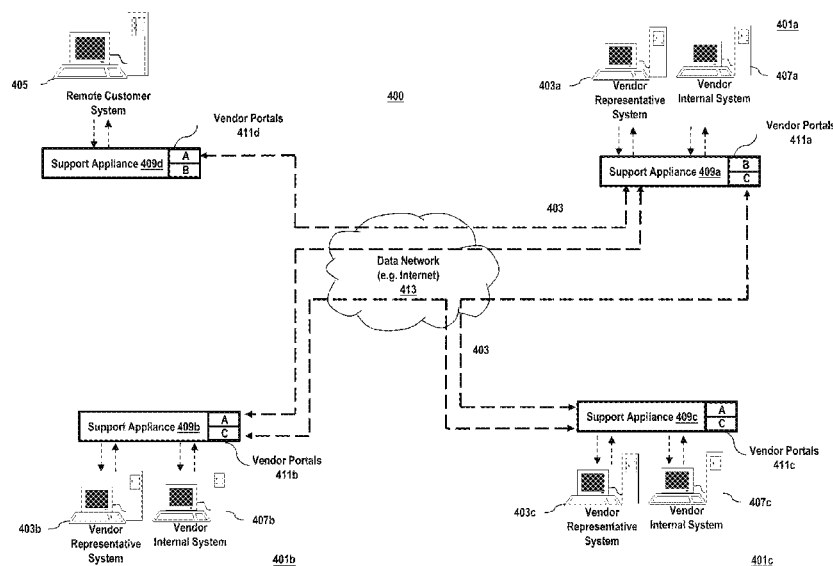 401a
405
Remote Customer
System
400
403a
Vendor
Representative
System
Vendor
Internal System
407a
Vendor Portals
411d
Support Appliance 409d
A
B
Vendor Portals
411a
Support Appliance 409a
B
C
403
Data Network
(e.g. Internet)
413
403
Support Appliance 409b
A
C
Vendor Portals
411b
403b
Vendor
Representative
System
Vendor
Internal System
407b
401b
Support Appliance 409c
A
C
Vendor Portals
411c
403c
Vendor
Representative
System
Vendor
Internal System
407c
401c